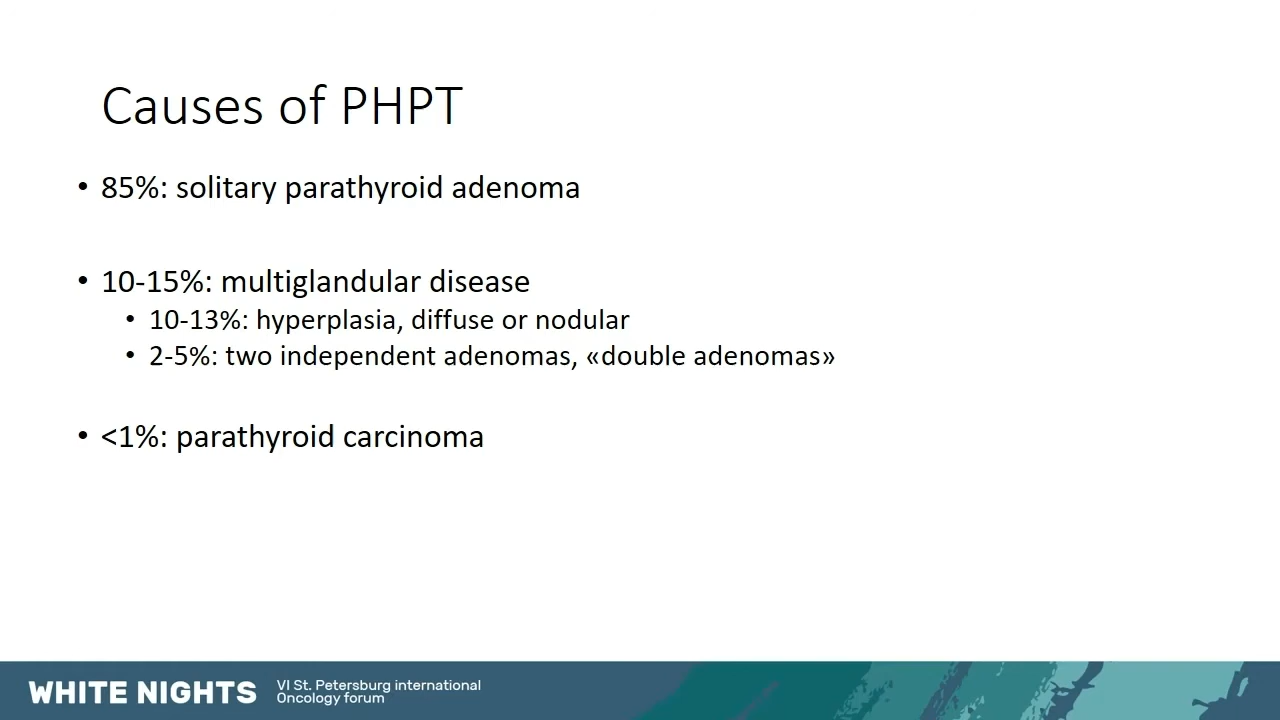 Causes of PHPT
• 85%: solitary parathyroid adenoma
• 10-15%: multiglandular disease
• 10-13%: hyperplasia, diffuse or nodular
• 2-5%: two independent adenomas, «double adenomas»
• <1%: parathyroid carcinoma
WHITE NIGHTS
VI St. Petersburg international
Oncology forum